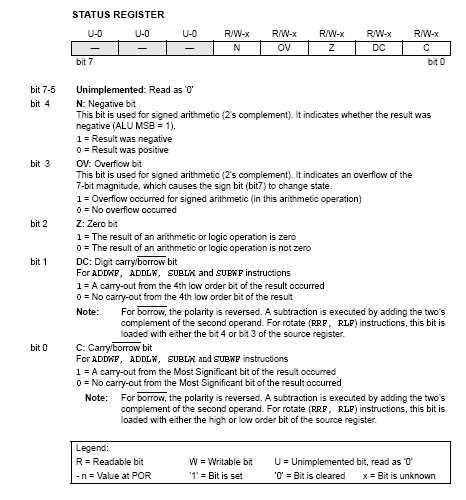 STATUS REGISTER
U-0 U-0 U-0 R/W-x R/W-x R/W-x R/W-x R/W-x
— — — N OV Z DC C
bit 7 bit 0
bit 7-5 Unimplemented: Read as '0'
bit 4 N: Negative bit
This bit is used for signed arithmetic (2's complement). It indicates whether the result was
negative (ALU MSB = 1).
1 = Result was negative
0 = Result was positive
bit 3 OV: Overflow bit
This bit is used for signed arithmetic (2's complement). It indicates an overflow of the
7-bit magnitude, which causes the sign bit (bit7) to change state.
1 = Overflow occurred for signed arithmetic (in this arithmetic operation)
0 = No overflow occurred
bit 2 Z: Zero bit
1 = The result of an arithmetic or logic operation is zero
0 = The result of an arithmetic or logic operation is not zero
bit 1 DC: Digit carry/borrow bit
For ADDWF, ADDLW, SUBLW, and SUBWF instructions
1 = A carry-out from the 4th low order bit of the result occurred
0 = No carry-out from the 4th low order bit of the result
Note: For borrow, the polarity is reversed. A subtraction is executed by adding the two's
complement of the second operand. For rotate (RRF, RLF) instructions, this bit is
loaded with either the bit 4 or bit 3 of the source register.
bit 0 C: Carry/borrow bit
For ADDWF, ADDLW, SUBLW, and SUBWF instructions
1 = A carry-out from the Most Significant bit of the result occurred
0 = No carry-out from the Most Significant bit of the result occurred
Note: For borrow, the polarity is reversed. A subtraction is executed by adding the two's
complement of the second operand. For rotate (RRF, RLF) instructions, this bit is
loaded with either the high or low order bit of the source register.
Legend:
R = Readable bit W = Writable bit U = Unimplemented bit, read as '0'
- n = Value at POR '1' = Bit is set '0' = Bit is cleared x = Bit is unknown